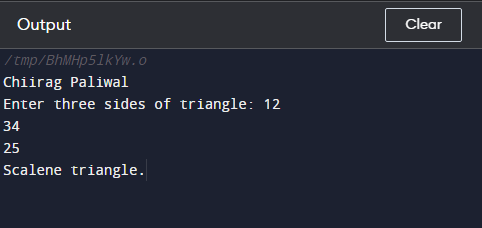 Output
Clear
/tmp/BhMHp5lkYw.o
Chiirag Paliwal
Enter three sides of triangle: 12
34
25
Scalene triangle.